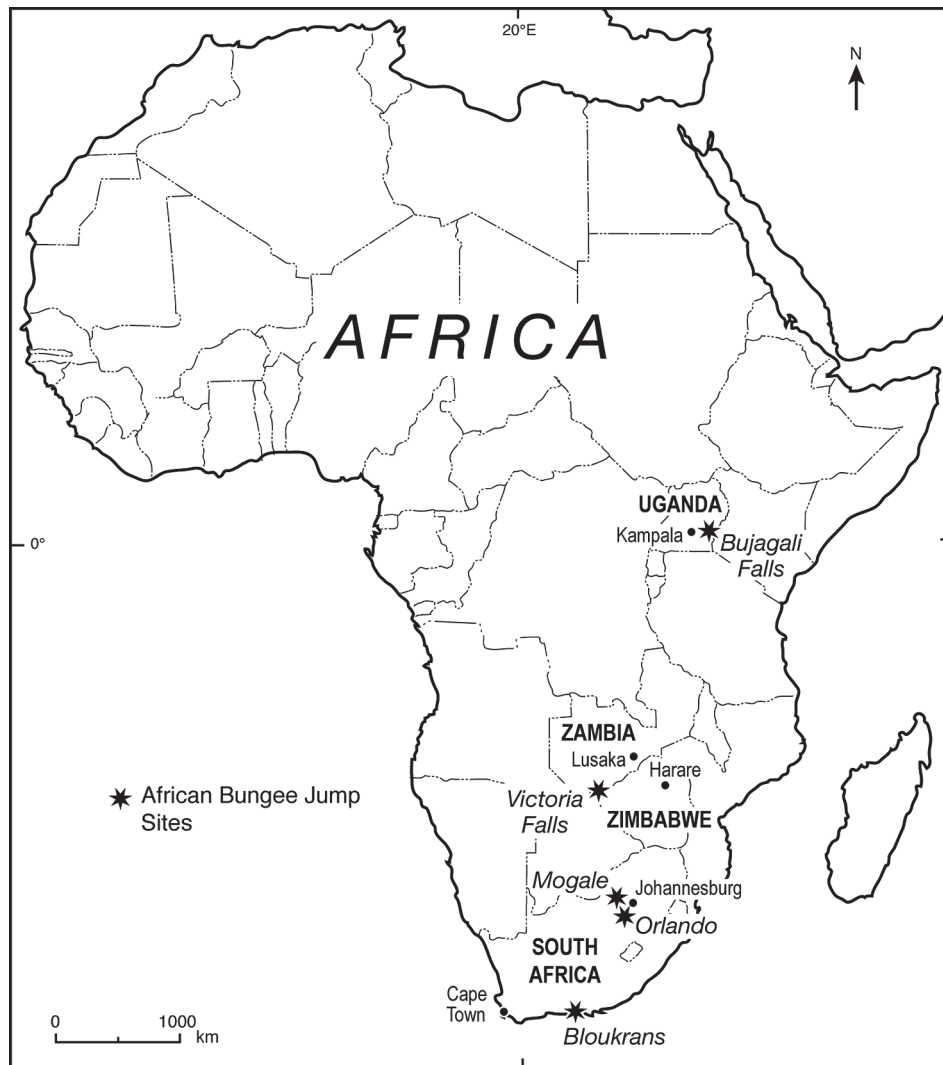 20°E
N
AFRICA
UGANDA
Kampala
Bujagali
Falls
0°
ZAMBIA
Lusaka
Harare
Victoria
Falls
ZIMBABWE
African Bungee Jump
Sites
Mogale
Johannesburg
Orlando
SOUTH
AFRICA
Cape
Town
Bloukrans
0 1000
km